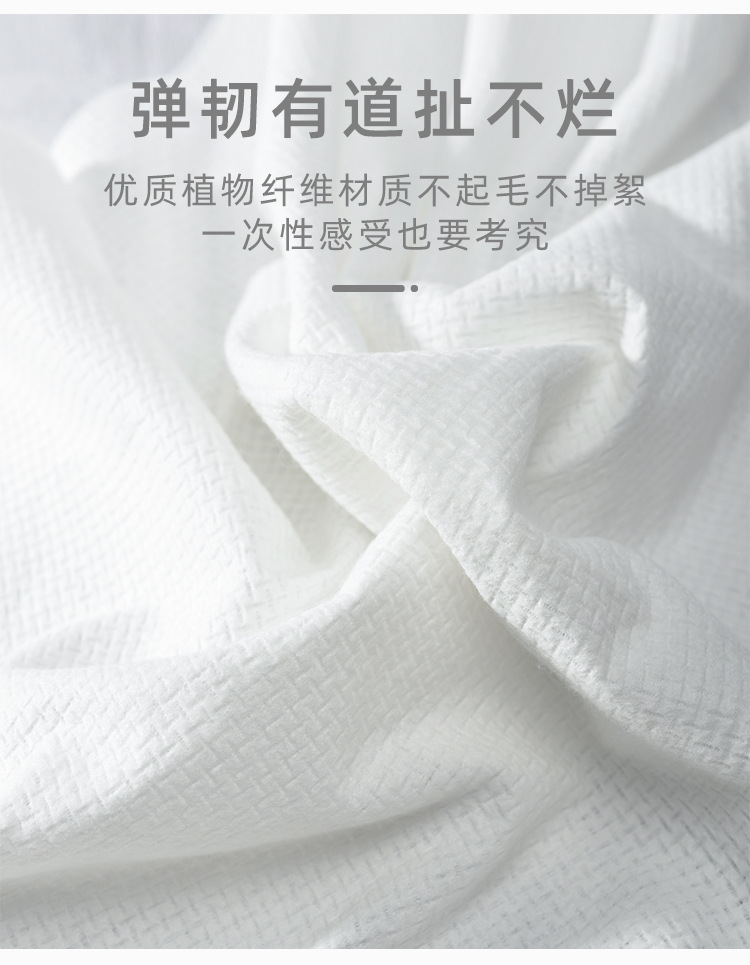 弹韧有道扯不烂
优质植物纤维材质不起毛不掉絮
一次性感受也要考究